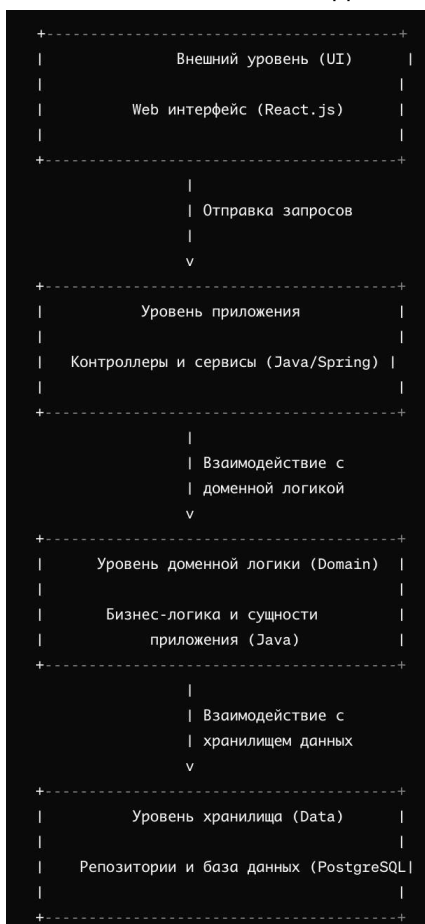 Внешний уровень (UI)
Web интерфейс (React.js)
Отправка запросов
v
Уровень приложения
Контроллеры и сервисы (Java/Spring)
Взаимодействие с
доменной логикой
v
Уровень доменной логики (Domain)
Бизнес-логика и сущности
приложения (Java)
Взаимодействие с
хранилищем данных
v
Уровень хранилища (Data)
Репозитории и база данных (PostgreSQL